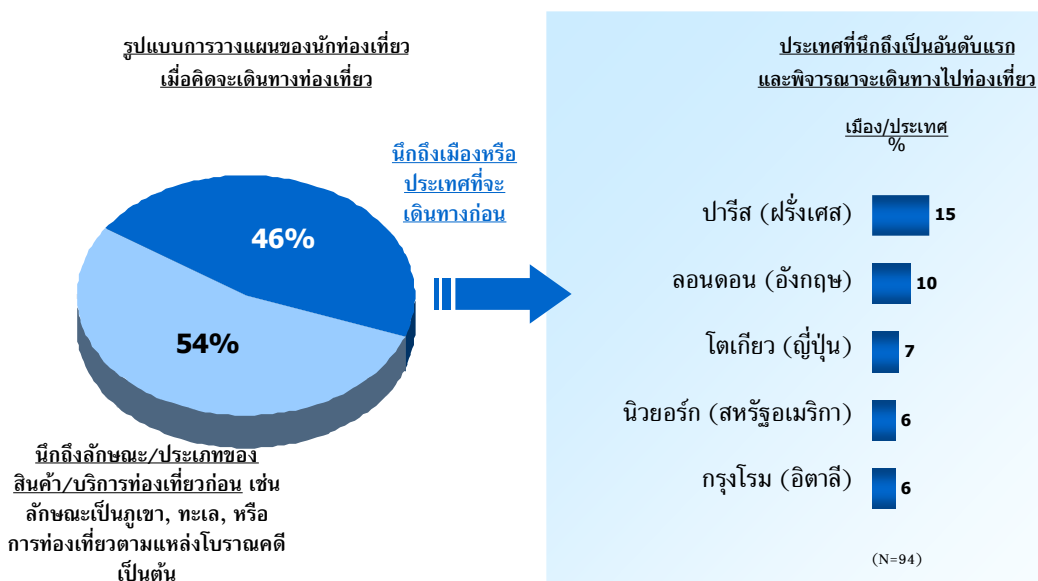 รูปแบบการวางแผนของนักท่องเที่ยว
เมื่อคิดจะเดินทางท่องเที่ยว
นึกถึงเมืองหรือ
ประเทศที่จะ
เดินทางก่อน
46%
54%
นึกถึงลักษณะ/ประเภทของ
สินค้า/บริการท่องเที่ยวก่อน เช่น
ลักษณะเป็นภูเขา, ทะเล, หรือ
การท่องเที่ยวตามแหล่งโบราณคดี
เป็นต้น
ประเทศที่นึกถึงเป็นอันดับแรก
และพิจารณาจะเดินทางไปท่องเที่ยว
เมือง/ประเทศ
%
ปารีส (ฝรั่งเศส) 15
ลอนดอน (อังกฤษ) 10
โตเกียว (ญี่ปุ่น) 7
นิวยอร์ก (สหรัฐอเมริกา) 6
กรุงโรม (อิตาลี) 6
(N=94)